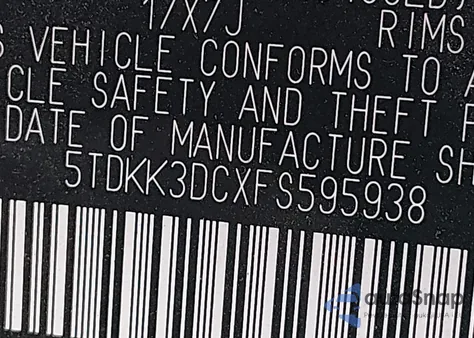 17X7J
RIMS
VEHICLE CONFORMS TO
CLE SAFETY AND THEFT
DATE OF MANUFACTURE SH
5TDKK3DCXFS595938
autoSnap